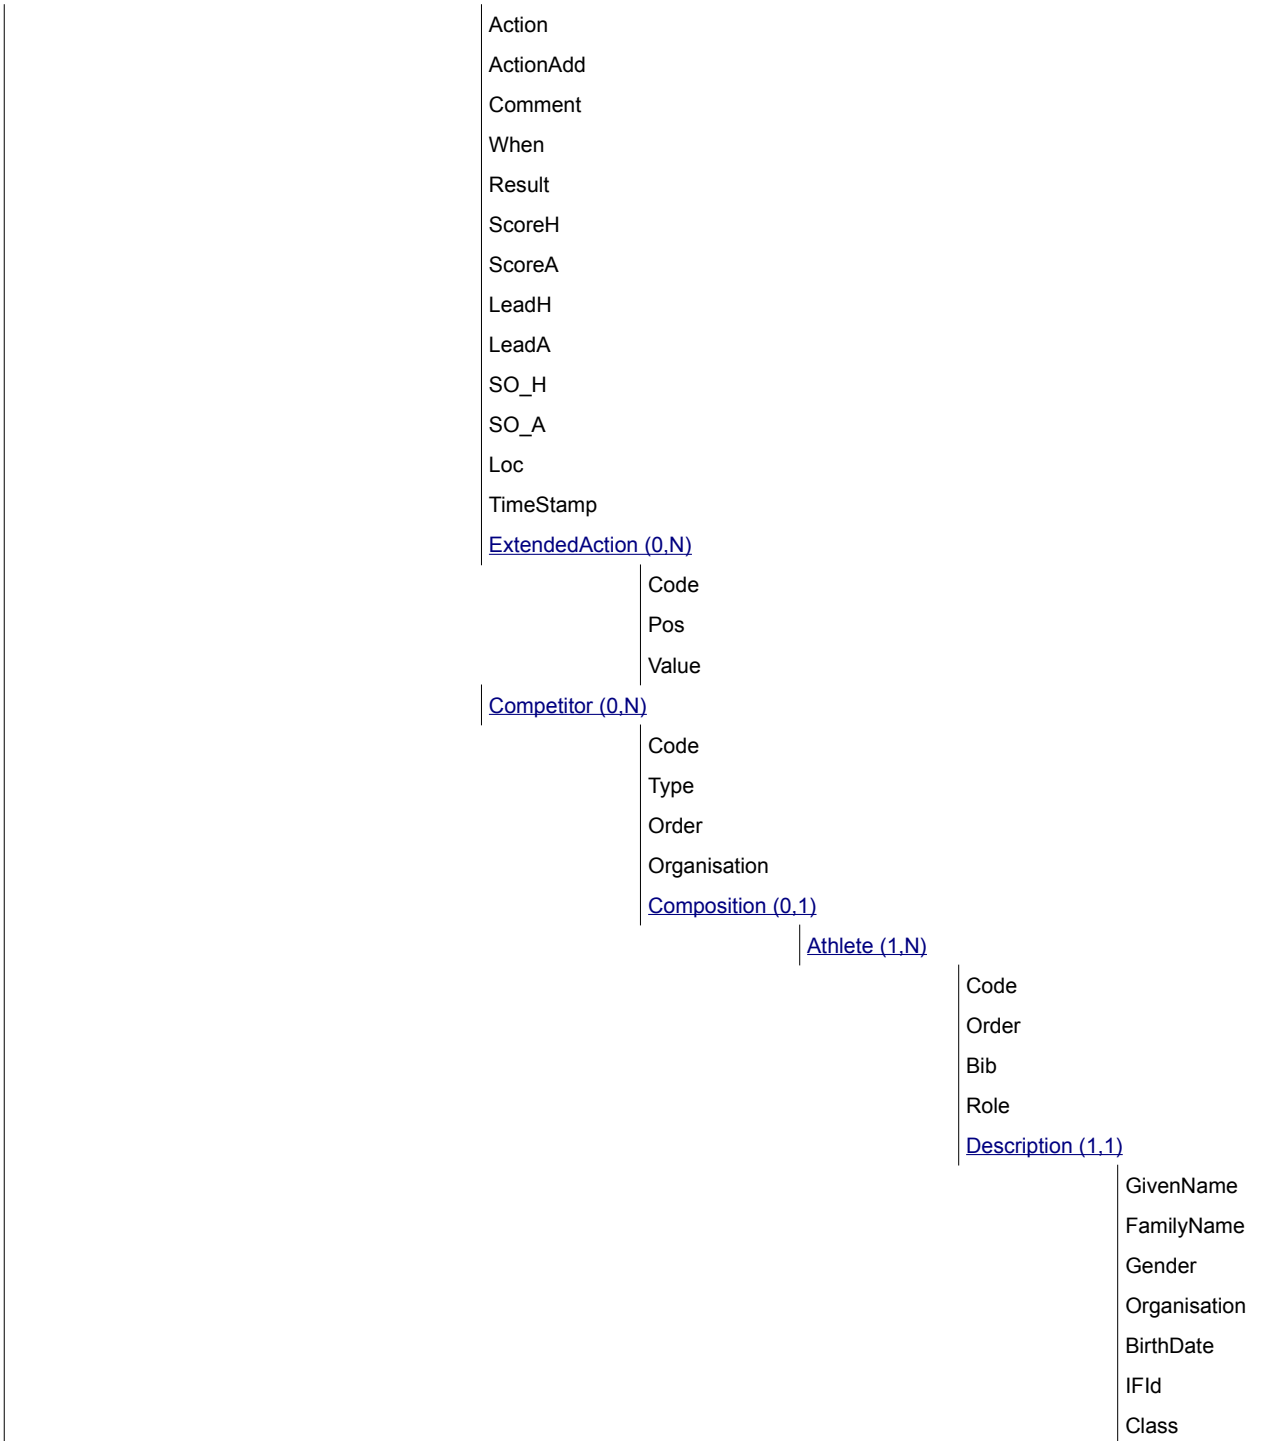 Action
ActionAdd
Comment
When
Result
ScoreH
ScoreA
LeadH
LeadA
SO_H
SO_A
Loc
TimeStamp
ExtendedAction (0,N)
Code
Pos
Value
Competitor (0,N)
Code
Type
Order
Organisation
Composition (0,1)
Athlete (1,N)
Code
Order
Bib
Role
Description (1,1)
GivenName
FamilyName
Gender
Organisation
BirthDate
IFId
Class